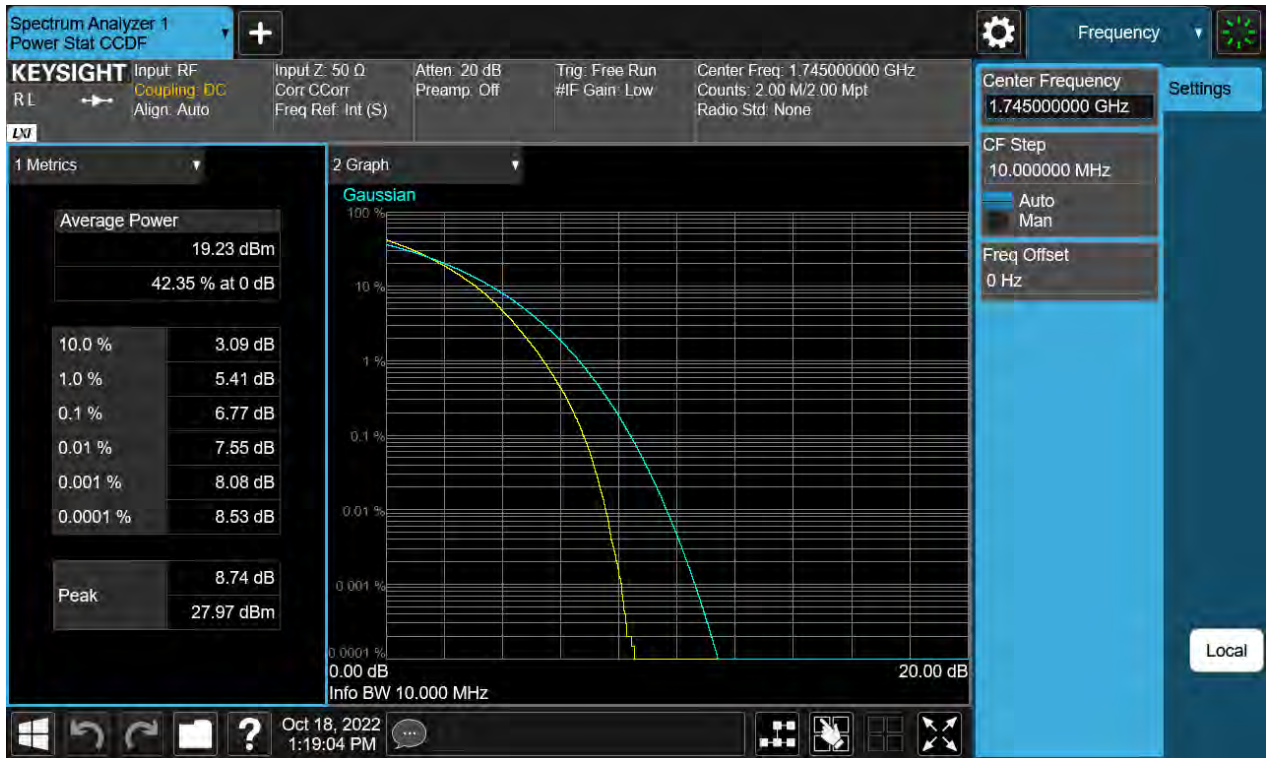 Spectrum Analyzer 1
Power Stat CCDF
+
Frequency
KEYSIGHT
RL
LXI
Input: RF
Coupling: DC
Align: Auto
Input Z: 50 Ω
Corr CCorr
Freq Ref: Int (S)
Atten: 20 dB
Preamp: Off
Trig: Free Run
#IF Gain: Low
Center Freq: 1.745000000 GHz
Counts: 2.00 M/2.00 Mpt
Radio Std: None
Center Frequency
1.745000000 GHz
Settings
CF Step
10.000000 MHz
Auto
Man
Freq Offset
0 Hz
1 Metrics
Average Power
19.23 dBm
42.35 % at 0 dB
10.0 % 3.09 dB
1.0 % 5.41 dB
0.1 % 6.77 dB
0.01 % 7.55 dB
0.001 % 8.08 dB
0.0001 % 8.53 dB
Peak 8.74 dB
27.97 dBm
2 Graph
Gaussian
100 %
10 %
1 %
0.1 %
0.01 %
0.001 %
0.0001 %
0.00 dB 20.00 dB
Info BW 10.000 MHz
Local
?
Oct 18, 2022
1:19:04 PM